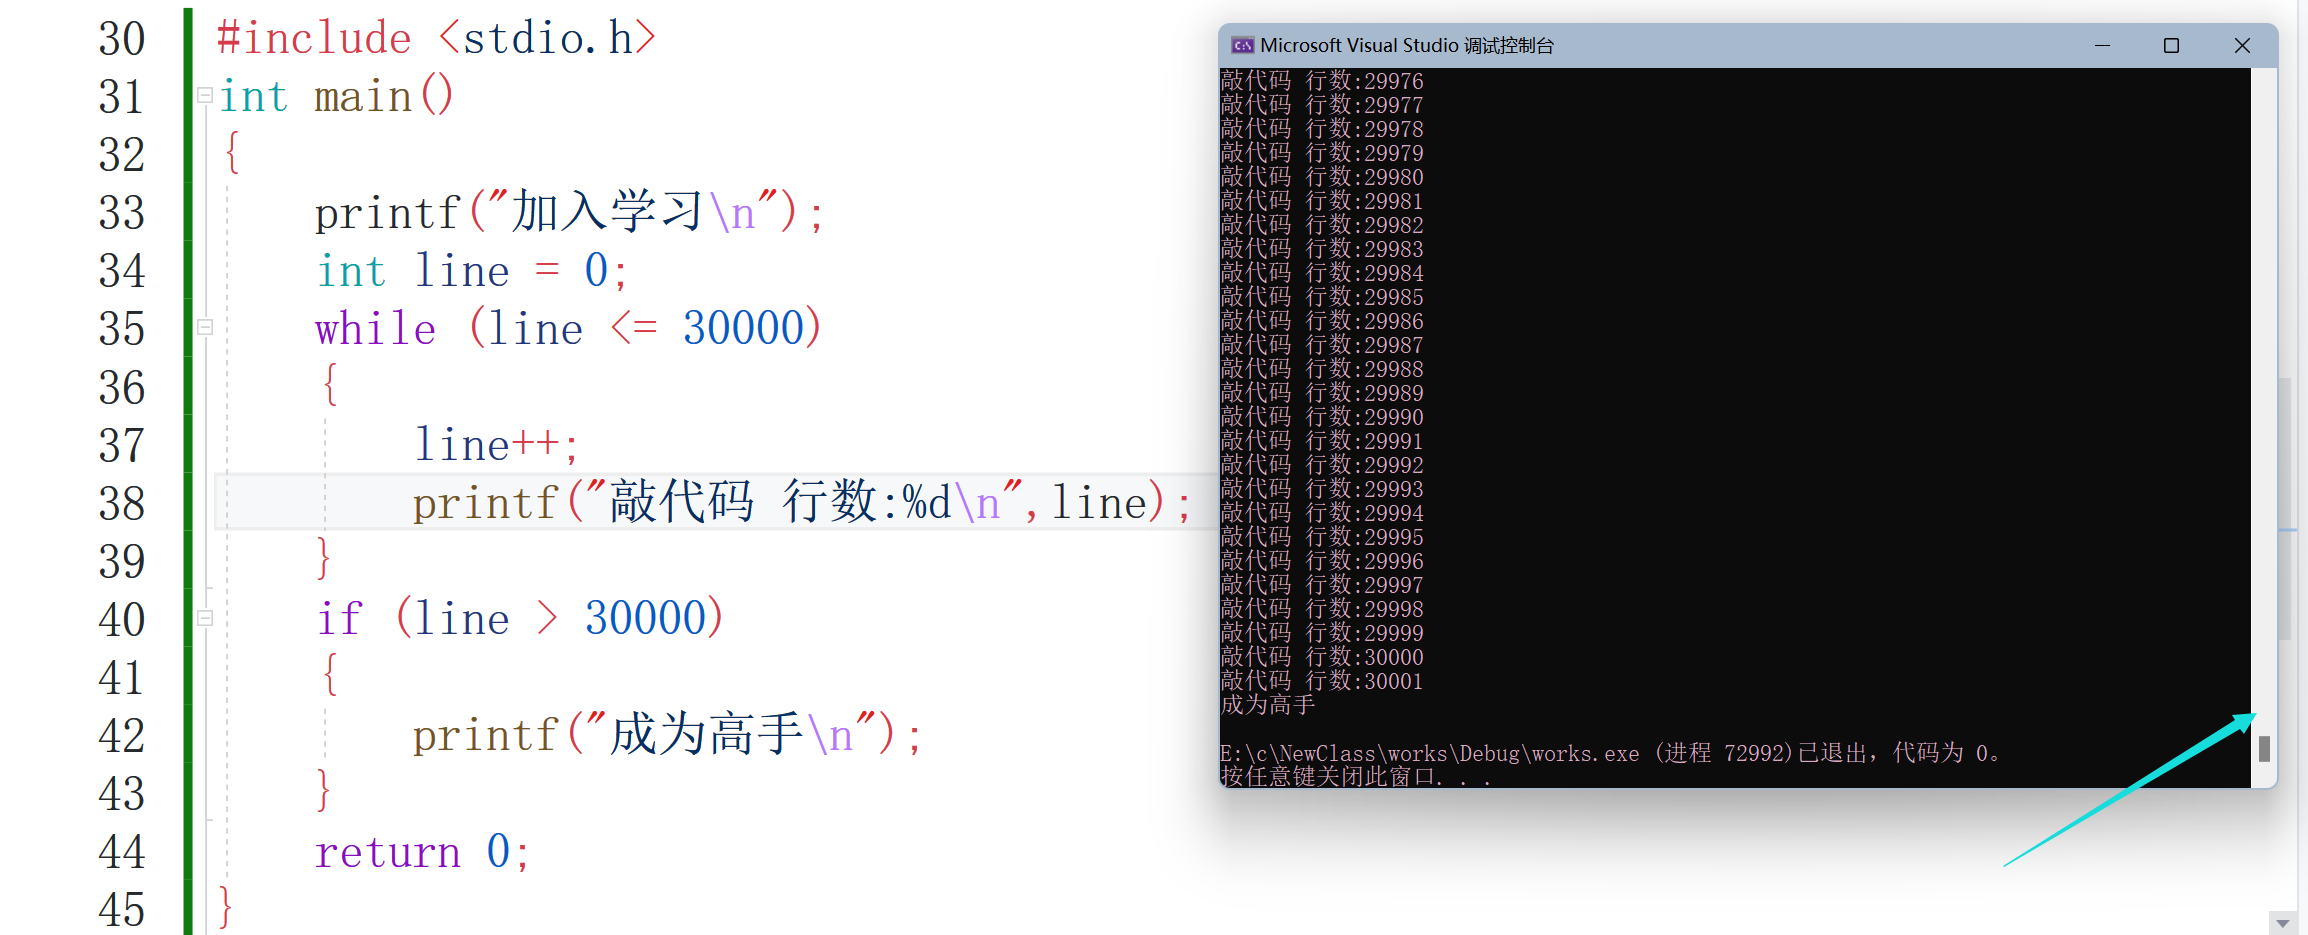 30 #include <stdio.h>
31 int main()
32 {
33 printf("加入学习\n");
34 int line = 0;
35 while (line <= 30000)
36 {
37 line++;
38 printf("敲代码 行数:%d\n",line);
39 }
40 if (line > 30000)
41 {
42 printf("成为高手\n");
43 }
44 return 0;
45 }
Microsoft Visual Studio 调试控制台
敲代码 行数:29976
敲代码 行数:29977
敲代码 行数:29978
敲代码 行数:29979
敲代码 行数:29980
敲代码 行数:29981
敲代码 行数:29982
敲代码 行数:29983
敲代码 行数:29984
敲代码 行数:29985
敲代码 行数:29986
敲代码 行数:29987
敲代码 行数:29988
敲代码 行数:29989
敲代码 行数:29990
敲代码 行数:29991
敲代码 行数:29992
敲代码 行数:29993
敲代码 行数:29994
敲代码 行数:29995
敲代码 行数:29996
敲代码 行数:29997
敲代码 行数:29998
敲代码 行数:29999
敲代码 行数:30000
敲代码 行数:30001
成为高手
E:\c\NewClass\works\Debug\works.exe (进程 72992)已退出，代码为 0。
按任意键关闭此窗口. . .